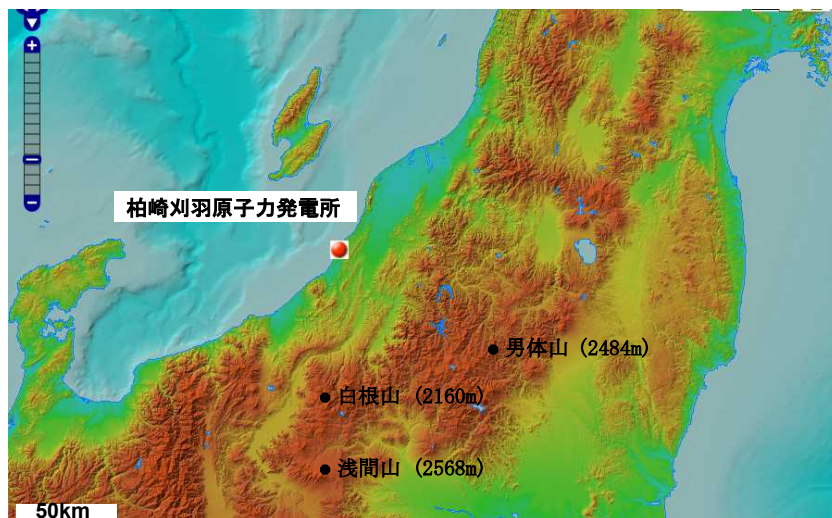 柏崎刈羽原子力発電所
男体山 (2484m)
白根山 (2160m)
浅間山 (2568m)
50km